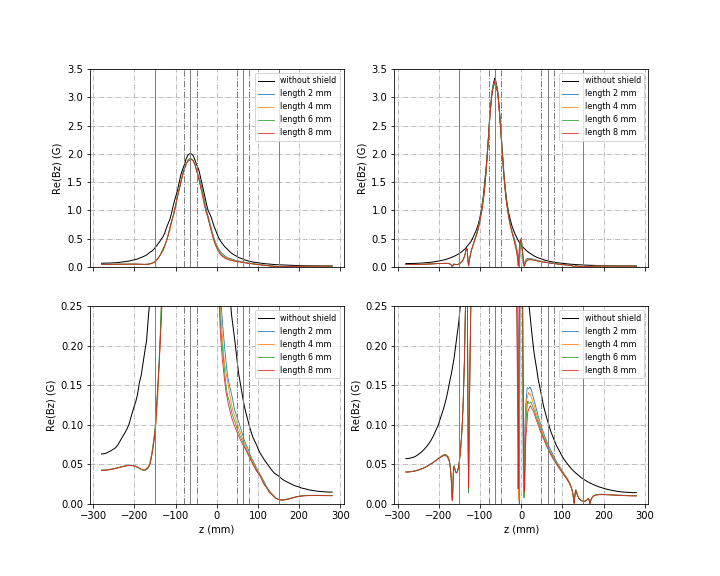 3.5
3.0
2.5
2.0
1.5
1.0
0.5
0.0
Re(Bz) (G)
without shield
length 2 mm
length 4 mm
length 6 mm
length 8 mm
3.5
3.0
2.5
2.0
1.5
1.0
0.5
0.0
Re(Bz) (G)
without shield
length 2 mm
length 4 mm
length 6 mm
length 8 mm
0.25
0.20
0.15
0.10
0.05
0.00
Re(Bz) (G)
without shield
length 2 mm
length 4 mm
length 6 mm
length 8 mm
−300 −200 −100 0 100 200 300
z (mm)
0.25
0.20
0.15
0.10
0.05
0.00
Re(Bz) (G)
without shield
length 2 mm
length 4 mm
length 6 mm
length 8 mm
−300 −200 −100 0 100 200 300
z (mm)